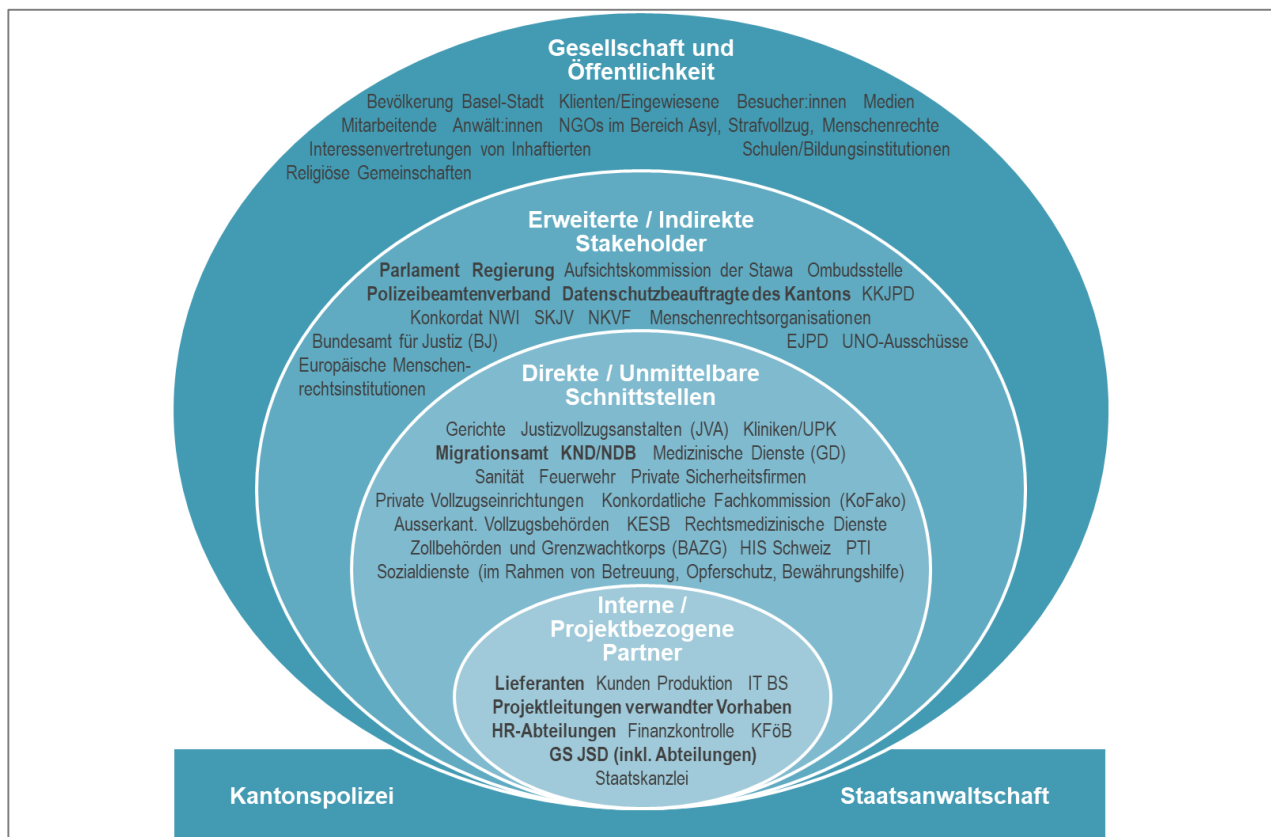 Gesellschaft und
Öffentlichkeit
Bevölkerung Basel-Stadt Klienten/Eingewiesene Besucher:innen Medien
Mitarbeitende Anwält:innen NGOs im Bereich Asyl, Strafvollzug, Menschenrechte
Interessenvertretungen von Inhaftierten Schulen/Bildungsinstitutionen
Religiöse Gemeinschaften
Erweiterte / Indirekte
Stakeholder
Parlament Regierung Aufsichtskommission der Stawa Ombudsstelle
Polizeibeamtenverband Datenschutzbeauftragte des Kantons KKJPD
Konkordat NWI SKJV NKVF Menschenrechtsorganisationen
Bundesamt für Justiz (BJ) EJPD UNO-Ausschüsse
Europäische Menschen-
rechtsinstitutionen
Direkte / Unmittelbare
Schnittstellen
Gerichte Justizvollzugsanstalten (JVA) Kliniken/UPK
Migrationsamt KND/NDB Medizinische Dienste (GD)
Sanität Feuerwehr Private Sicherheitsfirmen
Private Vollzugseinrichtungen Konkordatliche Fachkommission (KoFako)
Ausserkant. Vollzugsbehörden KESB Rechtsmedizinische Dienste
Zollbehörden und Grenzwachtkorps (BAZG) HIS Schweiz PTI
Sozialdienste (im Rahmen von Betreuung, Opferschutz, Bewährungshilfe)
Interne /
Projektbezogene
Partner
Lieferanten Kunden Produktion IT BS
Projektleitungen verwandter Vorhaben
HR-Abteilungen Finanzkontrolle KFöB
GS JSD (inkl. Abteilungen)
Staatskanzlei
Kantonspolizei Staatsanwaltschaft